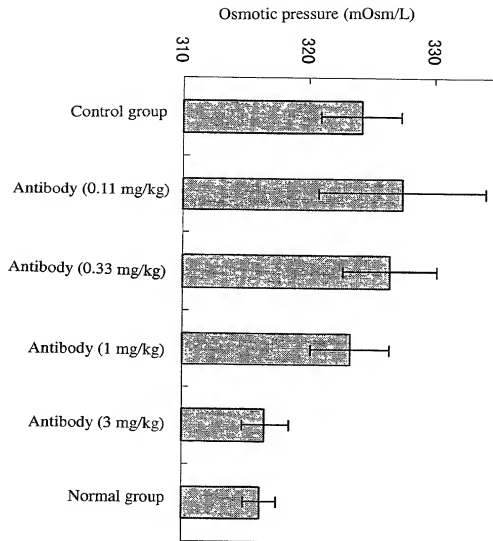 Osmotic pressure (mOsm/L)
310
320
330
Control group
Antibody (0.11 mg/kg)
Antibody (0.33 mg/kg)
Antibody (1 mg/kg)
Antibody (3 mg/kg)
Normal group